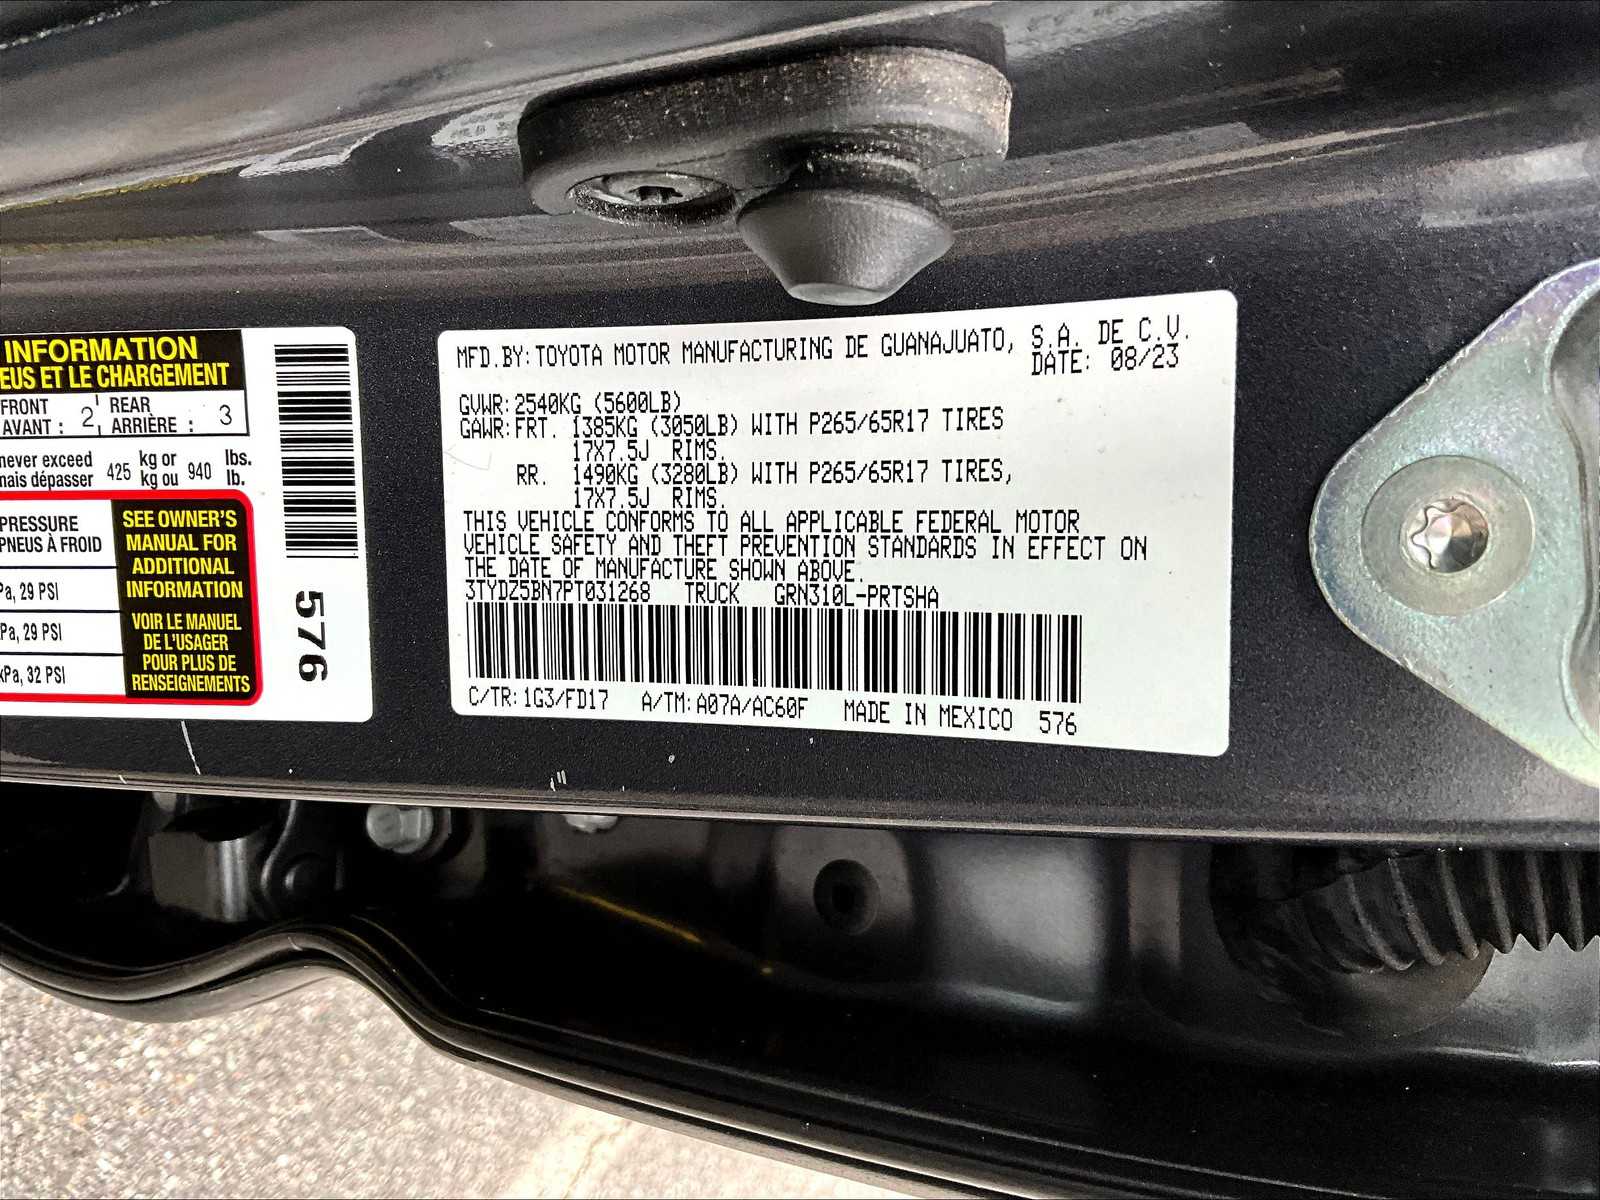 INFORMATION
EUS ET LE CHARGEMENT
FRONT
AVANT : 2 REAR
ARRIÈRE : 3
never exceed
mais dépasser 425 kg or
kg ou 940 lbs.
lb.
PRESSURE
PNEUS À FROID
Pa, 29 PSI
kPa, 29 PSI
kPa, 32 PSI
SEE OWNER'S
MANUAL FOR
ADDITIONAL
INFORMATION
VOIR LE MANUEL
DE L'USAGER
POUR PLUS DE
RENSEIGNEMENTS
576
MFD.BY: TOYOTA MOTOR MANUFACTURING DE GUANAJUATO, S.A. DE C.V.
DATE: 08/23
GVWR: 2540KG (5600LB)
GAWR: FRT. 1385KG (3050LB) WITH P265/65R17 TIRES
17X7.5J RIMS.
RR. 1490KG (3280LB) WITH P265/65R17 TIRES,
17X7.5J RIMS.
THIS VEHICLE CONFORMS TO ALL APPLICABLE FEDERAL MOTOR
VEHICLE SAFETY AND THEFT PREVENTION STANDARDS IN EFFECT ON
THE DATE OF MANUFACTURE SHOWN ABOVE.
3TYDZ5BN7PT031268 TRUCK GRN310L-PRTSHA
C/TR: 1G3/FD17 A/TM: A07A/AC60F MADE IN MEXICO 576